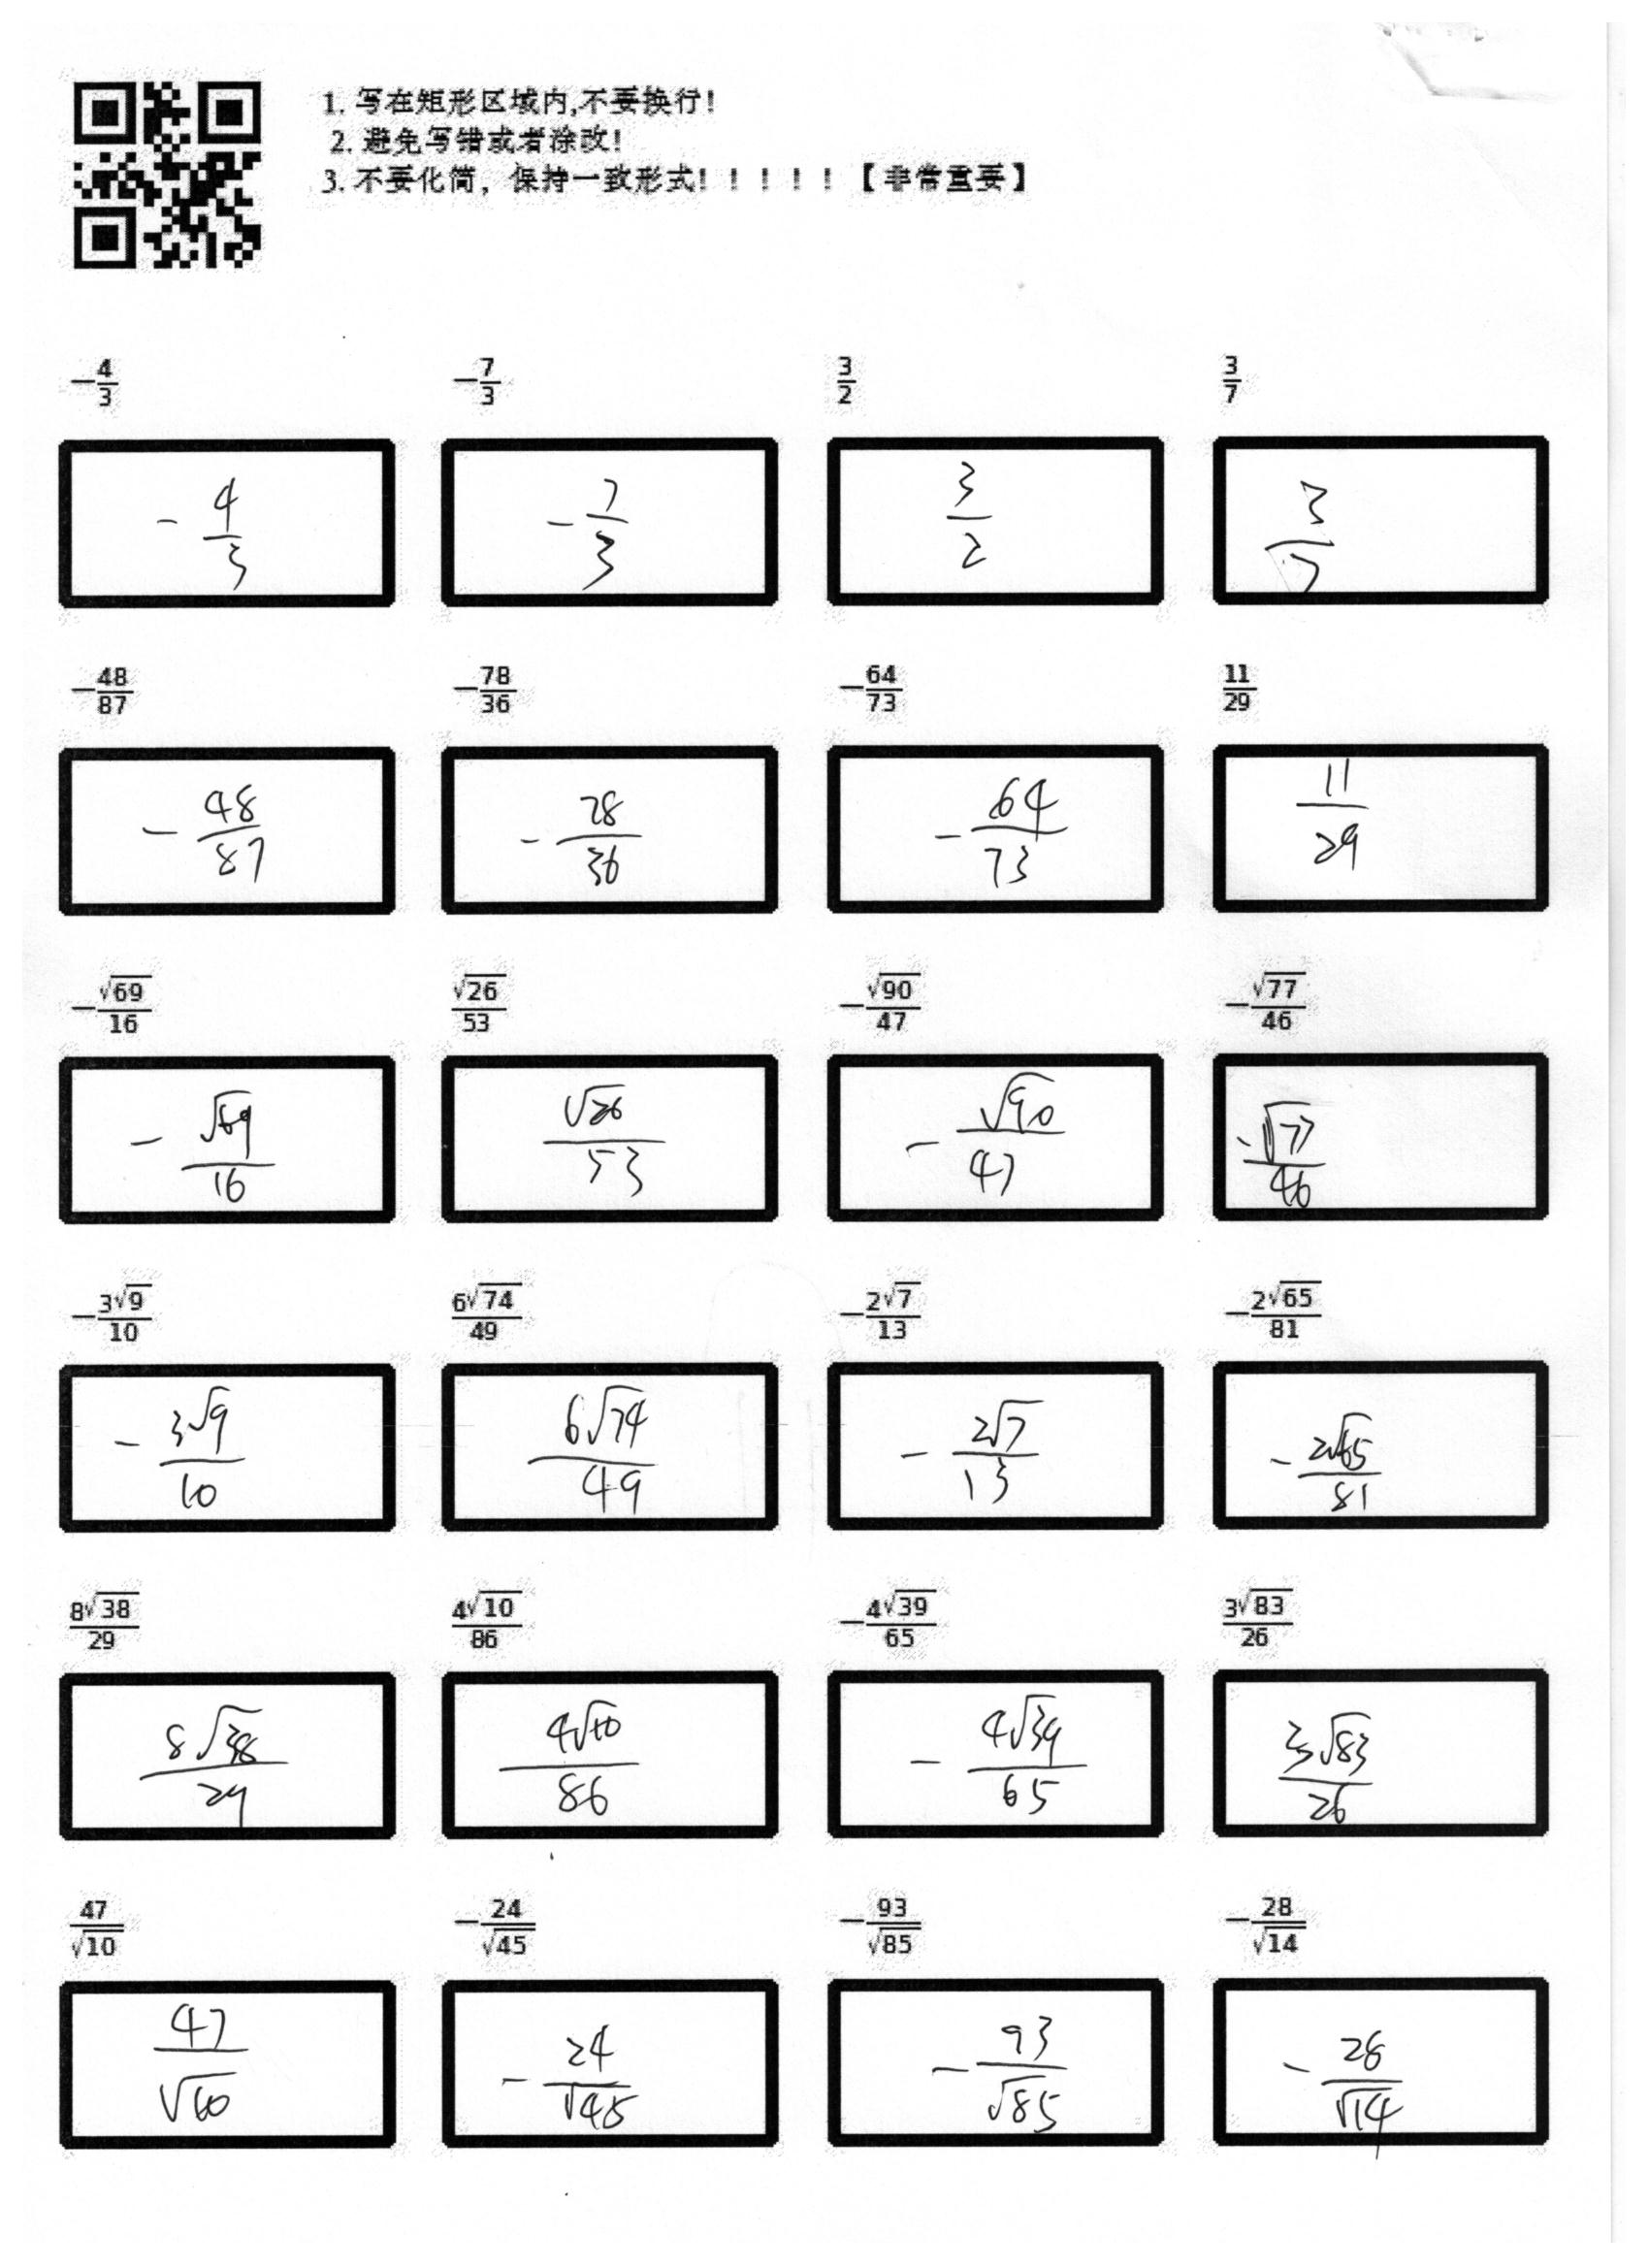 1. 写在矩形区域内,不要换行!
2. 避免写错或者涂改!
3. 不要化简，保持一致形式!！！！！【非常重要】
$-\frac{4}{3}$ $-\frac{7}{3}$ $\frac{3}{2}$ $\frac{3}{7}$
$-\frac{4}{3}$ $-\frac{7}{3}$ $\frac{3}{2}$ $\frac{3}{7}$
$-\frac{48}{87}$ $-\frac{78}{36}$ $-\frac{64}{73}$ $\frac{11}{29}$
$-\frac{48}{87}$ $-\frac{78}{36}$ $-\frac{64}{73}$ $\frac{11}{29}$
$-\frac{\sqrt{69}}{16}$ $\frac{\sqrt{26}}{53}$ $-\frac{\sqrt{90}}{47}$ $-\frac{\sqrt{77}}{46}$
$-\frac{\sqrt{69}}{16}$ $\frac{\sqrt{26}}{53}$ $-\frac{\sqrt{90}}{47}$ $-\frac{\sqrt{77}}{46}$
$-\frac{3\sqrt{9}}{10}$ $\frac{6\sqrt{74}}{49}$ $-\frac{2\sqrt{7}}{13}$ $-\frac{2\sqrt{65}}{81}$
$-\frac{3\sqrt{9}}{10}$ $\frac{6\sqrt{74}}{49}$ $-\frac{2\sqrt{7}}{13}$ $-\frac{2\sqrt{65}}{81}$
$\frac{8\sqrt{38}}{29}$ $\frac{4\sqrt{10}}{86}$ $-\frac{4\sqrt{39}}{65}$ $\frac{3\sqrt{83}}{26}$
$\frac{8\sqrt{38}}{29}$ $\frac{4\sqrt{10}}{86}$ $-\frac{4\sqrt{39}}{65}$ $\frac{3\sqrt{83}}{26}$
$\frac{47}{\sqrt{10}}$ $-\frac{24}{\sqrt{45}}$ $-\frac{93}{\sqrt{85}}$ $-\frac{28}{\sqrt{14}}$
$\frac{47}{\sqrt{10}}$ $-\frac{24}{\sqrt{45}}$ $-\frac{93}{\sqrt{85}}$ $-\frac{28}{\sqrt{14}}$